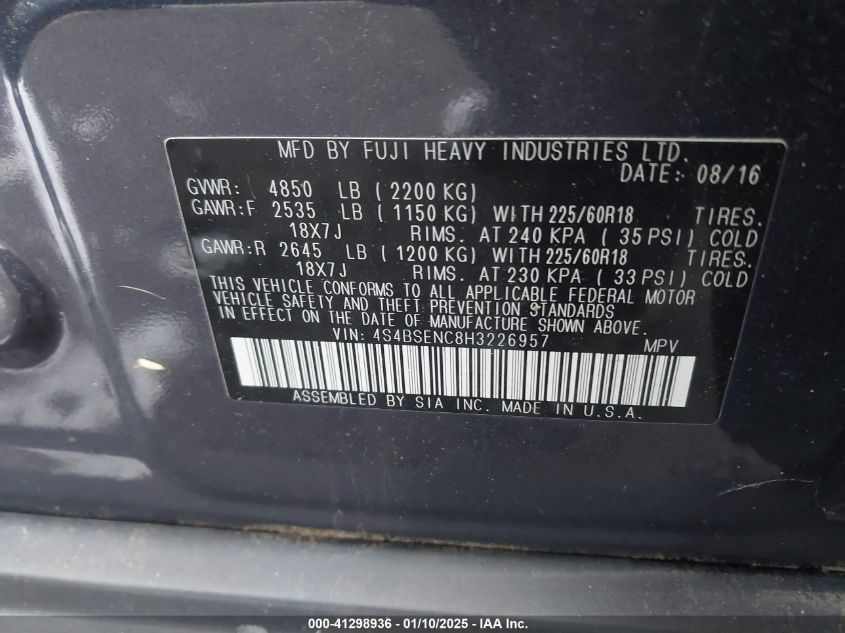 MFD BY FUJI HEAVY INDUSTRIES LTD.
DATE: 08/16
GVWR: 4850 LB (2200 KG)
GAWR:F 2535 LB (1150 KG) WITH 225/60R18 TIRES.
18X7J RIMS. AT 240 KPA (35 PSI) COLD
GAWR:R 2645 LB (1200 KG) WITH 225/60R18 TIRES.
18X7J RIMS. AT 230 KPA (33 PSI) COLD
THIS VEHICLE CONFORMS TO ALL APPLICABLE FEDERAL MOTOR
VEHICLE SAFETY AND THEFT PREVENTION STANDARDS
IN EFFECT ON THE DATE OF MANUFACTURE SHOWN ABOVE.
VIN: 4S4BSENC8H3226957 MPV
ASSEMBLED BY SIA INC. MADE IN U.S.A.
000-41298936 - 01/10/2025 - IAA Inc.